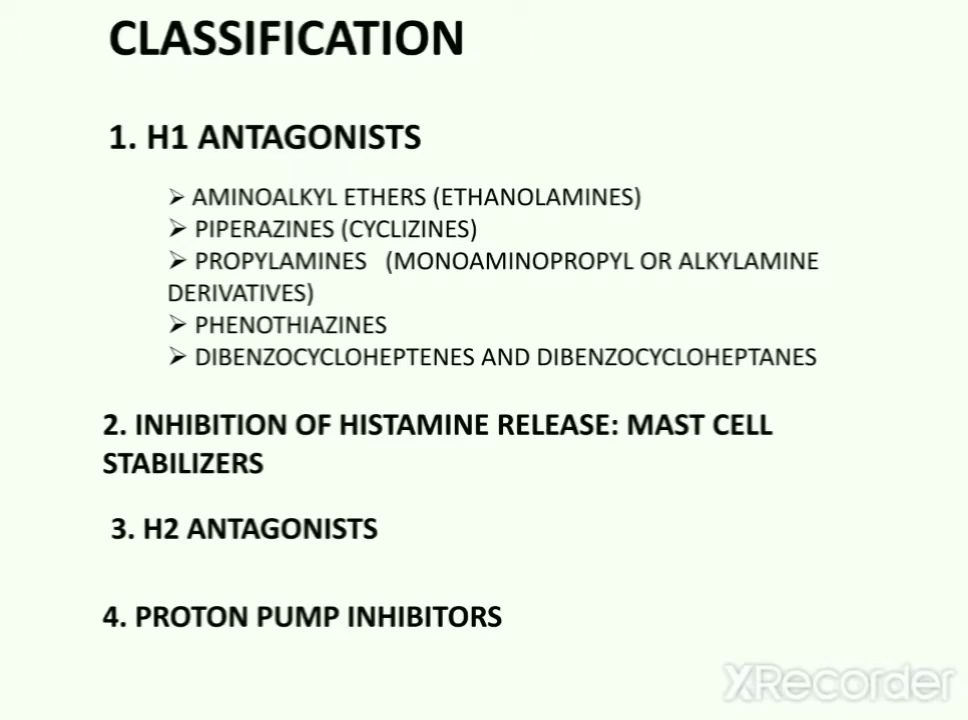 CLASSIFICATION
1. H1 ANTAGONISTS
➢ AMINOALKYL ETHERS (ETHANOLAMINES)
➢ PIPERAZINES (CYCLIZINES)
➢ PROPYLAMINES (MONOAMINOPROPYL OR ALKYLAMINE
DERIVATIVES)
➢ PHENOTHIAZINES
➢ DIBENZOCYCLOHEPTENES AND DIBENZOCYCLOHEPTANES
2. INHIBITION OF HISTAMINE RELEASE: MAST CELL
STABILIZERS
3. H2 ANTAGONISTS
4. PROTON PUMP INHIBITORS
XRecorder